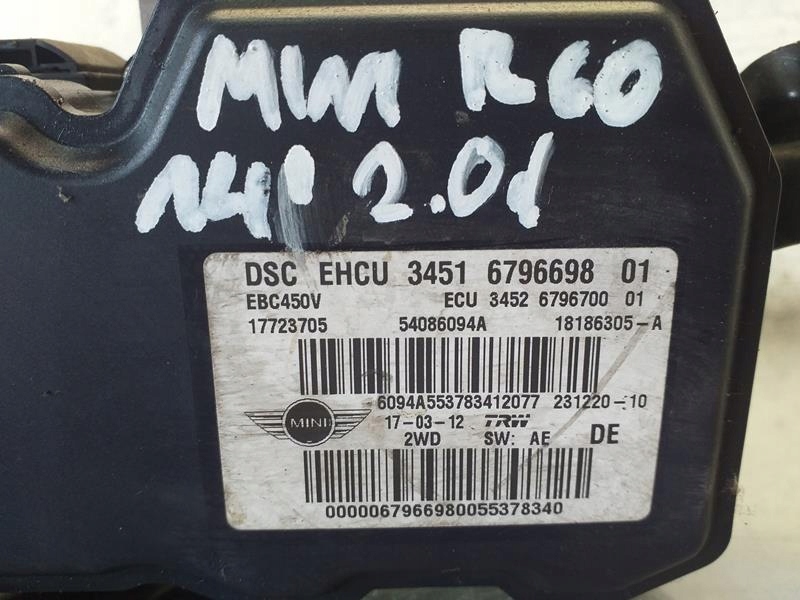 MINI R60
14' 2.0d
DSC EHCU 3451 6796698 01
EBC450V ECU 3452 6796700 01
17723705 54086094A 18186305-A
6094A553783412077 231220-10
MINI 17-03-12 TRW
2WD SW: AE DE
0000067966980055378340